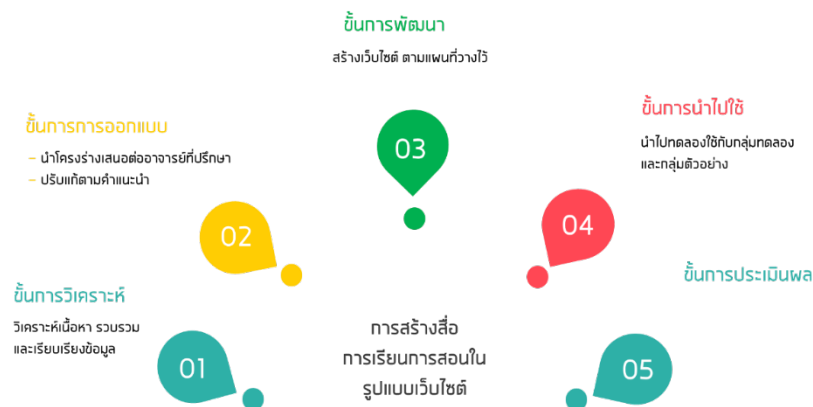 ขั้นการพัฒนา
สร้างเว็บไซต์ ตามแผนที่วางไว้
03
ขั้นการการออกแบบ
– นำโครงร่างเสนอต่ออาจารย์ที่ปรึกษา
– ปรับแก้ตามคำแนะนำ
02
ขั้นการนำไปใช้
นำไปทดลองใช้กับกลุ่มทดลอง
และกลุ่มตัวอย่าง
04
ขั้นการวิเคราะห์
วิเคราะห์เนื้อหา รวบรวม
และเรียบเรียงข้อมูล
01
การสร้างสื่อ
การเรียนการสอนใน
รูปแบบเว็บไซต์
ขั้นการประเมินผล
05